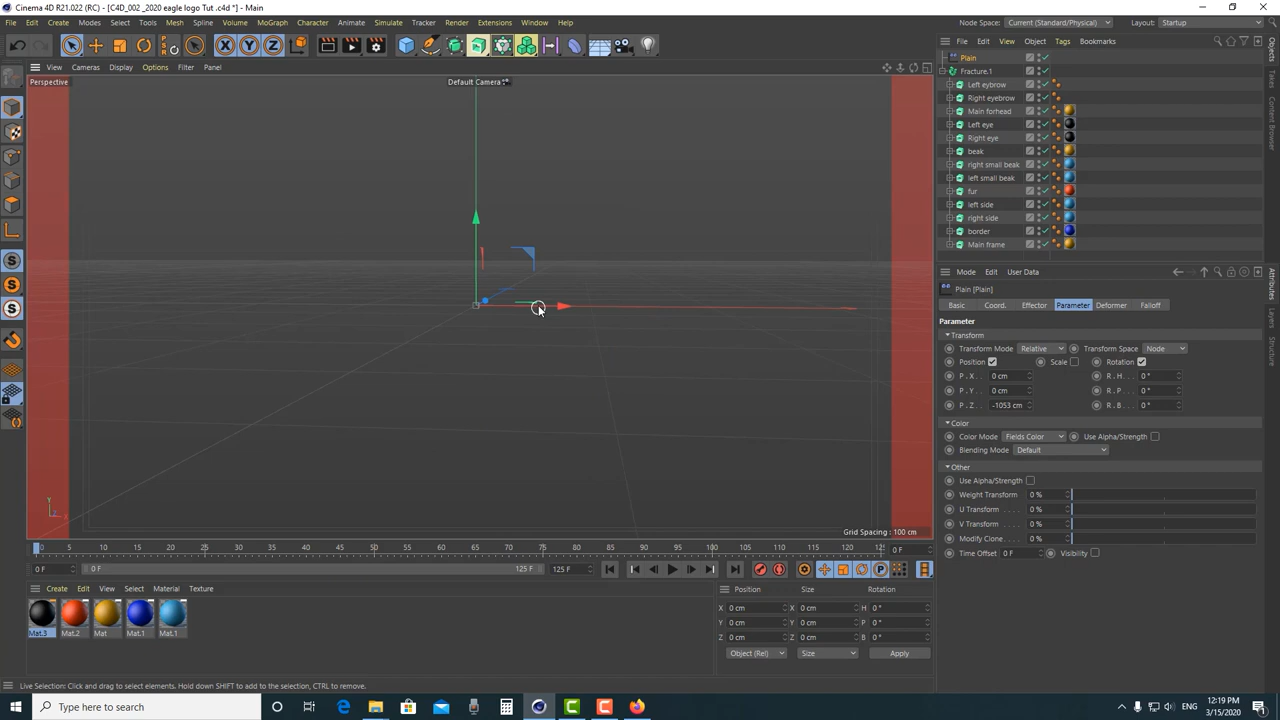 Cinema 4D R21.022 (RC) - [C4D_002 _2020 eagle logo Tut .c4d *] - Main
File Edit Create Modes Select Tools Mesh Spline Volume MoGraph Character Animate Simulate Tracker Render Extensions Window Help
Node Space: Current (Standard/Physical) Layout: Startup
PSR X Y Z
View Cameras Display Options Filter Panel
File Edit View Object Tags Bookmarks
Perspective
Default Camera
Plain
Fracture.1
Left eybrow
Right eyebrow
Main forhead
Left eye
Right eye
beak
right small beak
left small beak
fur
left side
right side
border
Main frame
Objects
Takes
Content Browser
Mode Edit User Data
Plain [Plain]
Basic Coord. Effector Parameter Deformer Falloff
Parameter
Transform
Transform Mode Relative Transform Space Node
Position Scale Rotation
P . X 0 cm R . H 0 °
P . Y 0 cm R . P 0 °
P . Z -1053 cm R . B 0 °
Color
Color Mode Fields Color Use Alpha/Strength
Blending Mode Default
Other
Use Alpha/Strength
Weight Transform 0 %
U Transform . . . . 0 %
V Transform . . . . 0 %
Modify Clone. . . . 0 %
Time Offset 0 F Visibility
Attributes
Layers
Structure
Y
Z X
Grid Spacing : 100 cm
0 5 10 15 20 25 30 35 40 45 50 55 60 65 70 75 80 85 90 95 100 105 110 115 120 125 0 F
0 F 0 F 125 F 125 F
Create Edit View Select Material Texture
Mat.3 Mat.2 Mat Mat.1 Mat.1
Position Size Rotation
X 0 cm X 0 cm H 0 °
Y 0 cm Y 0 cm P 0 °
Z 0 cm Z 0 cm B 0 °
Object (Rel) Size Apply
Live Selection: Click and drag to select elements. Hold down SHIFT to add to the selection, CTRL to remove.
Type here to search
ENG
12:19 PM
3/15/2020